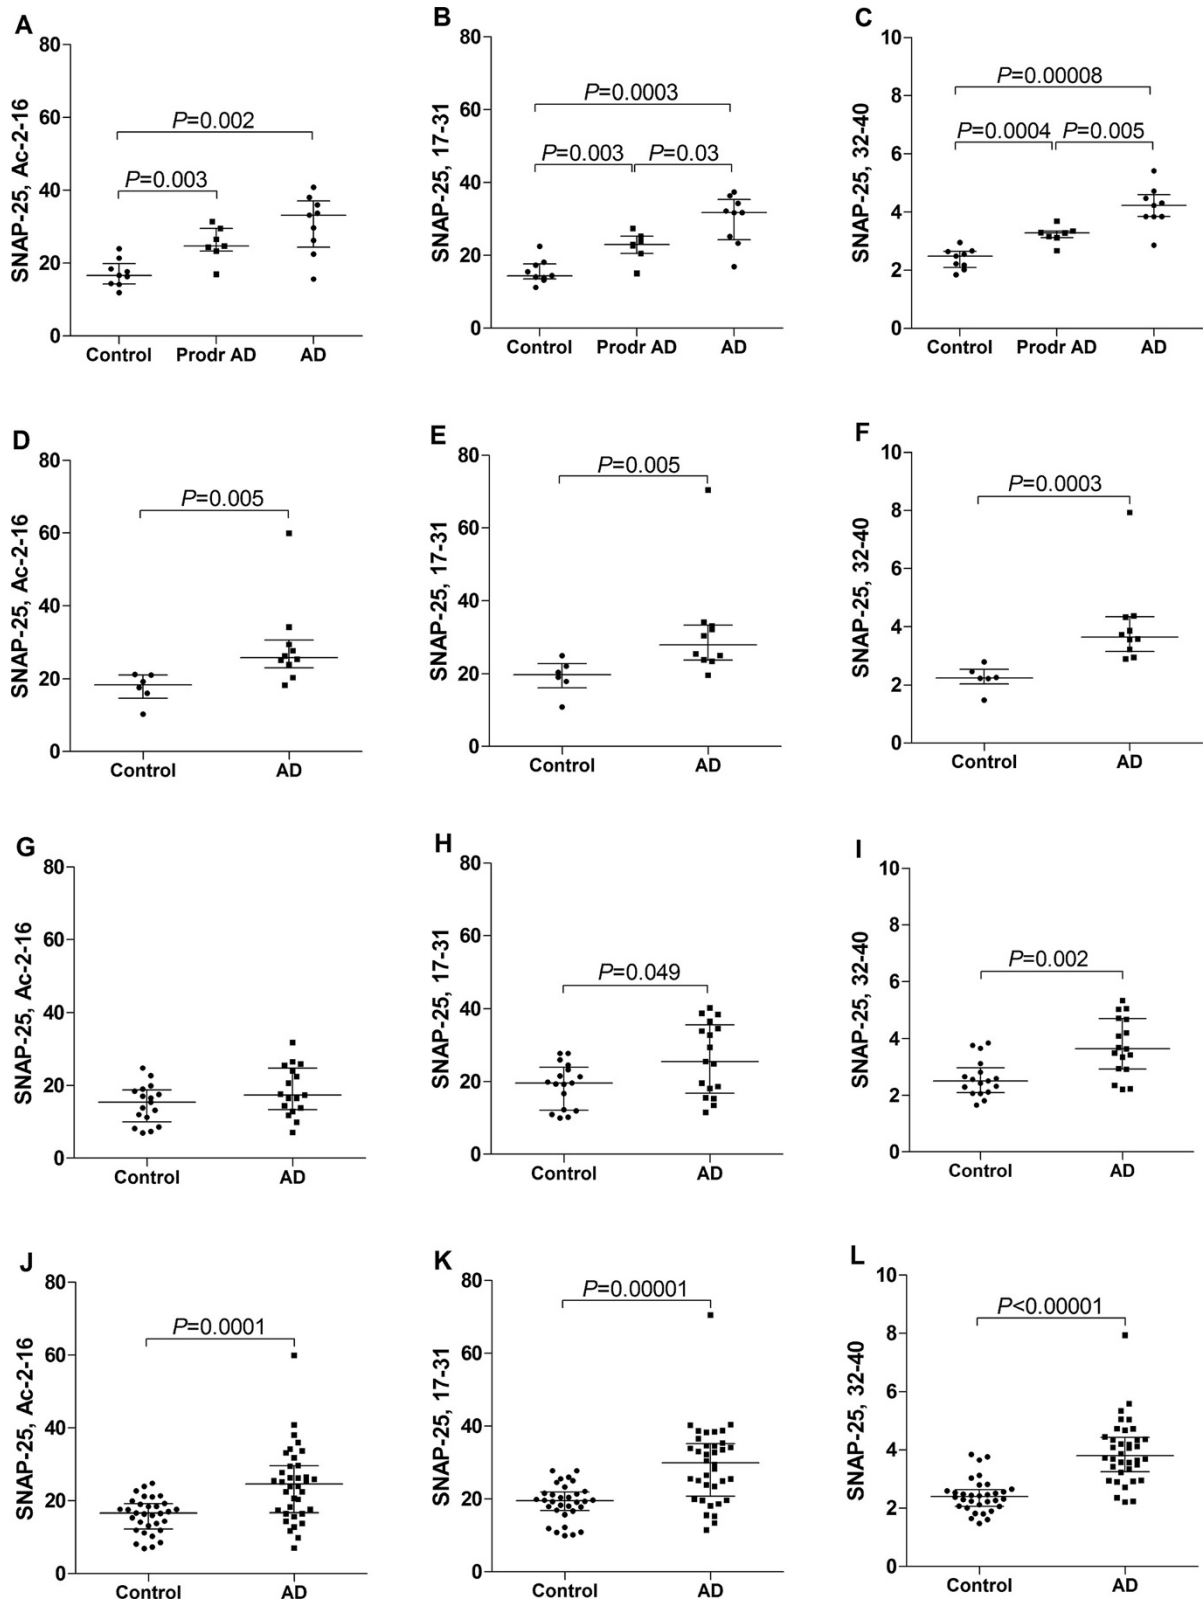 A
SNAP-25, Ac-2-16
80
60
40
20
0
P=0.002
P=0.003
Control Prodr AD AD
B
SNAP-25, 17-31
80
60
40
20
0
P=0.0003
P=0.003 P=0.03
Control Prodr AD AD
C
SNAP-25, 32-40
10
8
6
4
2
0
P=0.00008
P=0.0004 P=0.005
Control Prodr AD AD
D
SNAP-25, Ac-2-16
80
60
40
20
0
P=0.005
Control AD
E
SNAP-25, 17-31
80
60
40
20
0
P=0.005
Control AD
F
SNAP-25, 32-40
10
8
6
4
2
0
P=0.0003
Control AD
G
SNAP-25, Ac-2-16
80
60
40
20
0
Control AD
H
SNAP-25, 17-31
80
60
40
20
0
P=0.049
Control AD
I
SNAP-25, 32-40
10
8
6
4
2
0
P=0.002
Control AD
J
SNAP-25, Ac-2-16
80
60
40
20
0
P=0.0001
Control AD
K
SNAP-25, 17-31
80
60
40
20
0
P=0.00001
Control AD
L
SNAP-25, 32-40
10
8
6
4
2
0
P<0.00001
Control AD